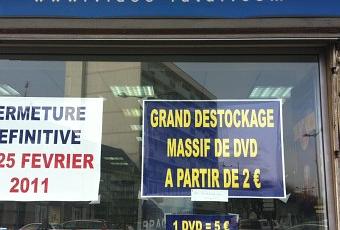 ERMETURE
EFINITIVE
25 FEVRIER
2011
GRAND DESTOCKAGE
MASSIF DE DVD
A PARTIR DE 2 €
1 DVD = 5 €